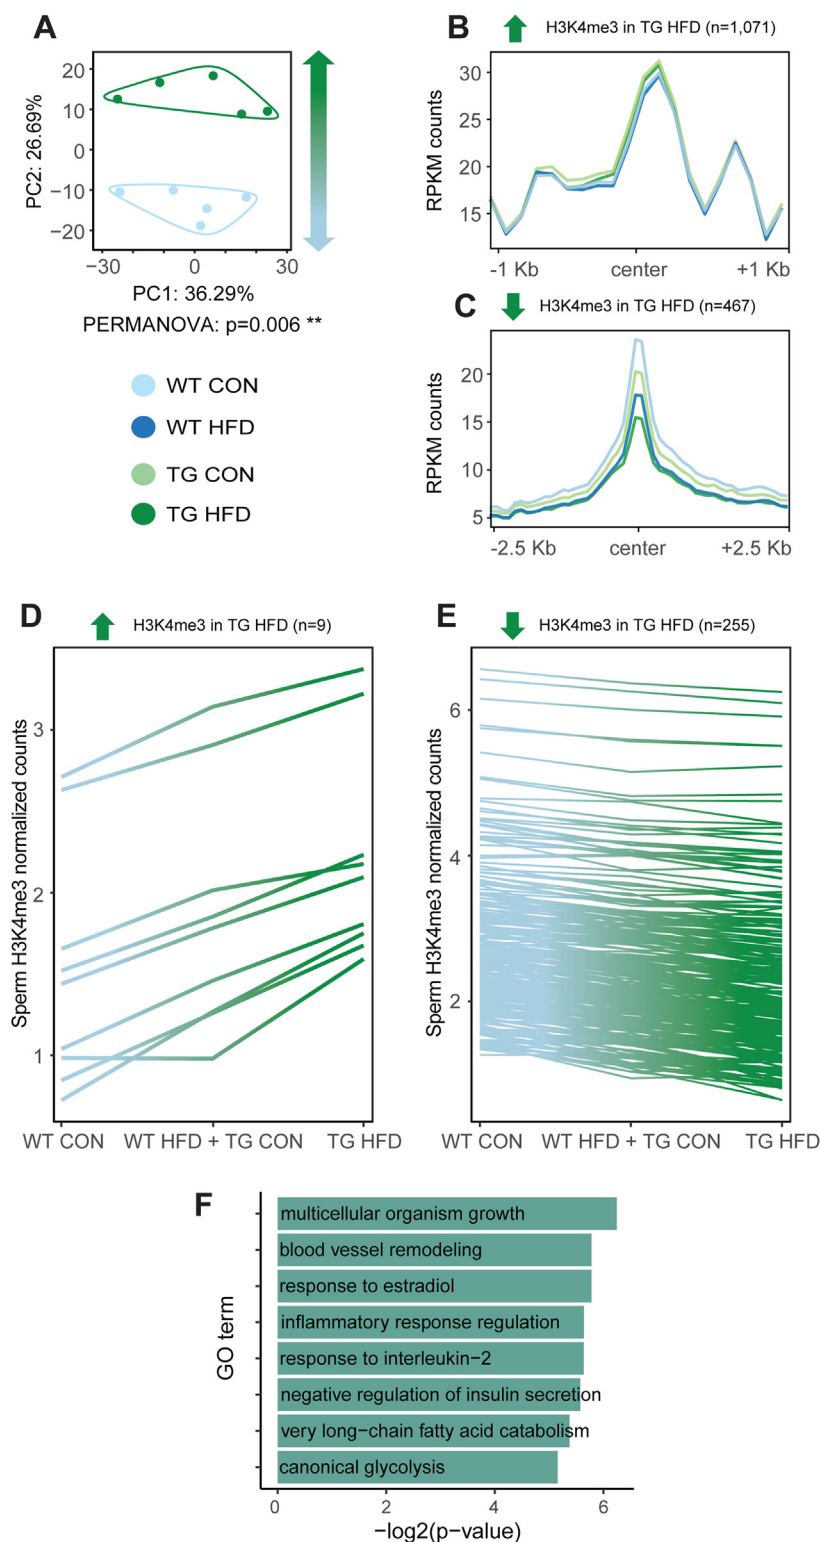 A
20
10
0
−10
−20
PC2: 26.69%
−30 0 30
PC1: 36.29%
PERMANOVA: p=0.006 **
WT CON
WT HFD
TG CON
TG HFD
B
H3K4me3 in TG HFD (n=1,071)
30
25
20
15
RPKM counts
-1 Kb center +1 Kb
C
H3K4me3 in TG HFD (n=467)
20
15
10
5
RPKM counts
-2.5 Kb center +2.5 Kb
D
H3K4me3 in TG HFD (n=9)
3
2
1
Sperm H3K4me3 normalized counts
WT CON WT HFD + TG CON TG HFD
E
H3K4me3 in TG HFD (n=255)
6
4
2
Sperm H3K4me3 normalized counts
WT CON WT HFD + TG CON TG HFD
F
GO term
multicellular organism growth
blood vessel remodeling
response to estradiol
inflammatory response regulation
response to interleukin−2
negative regulation of insulin secretion
very long−chain fatty acid catabolism
canonical glycolysis
0 2 4 6
−log2(p−value)